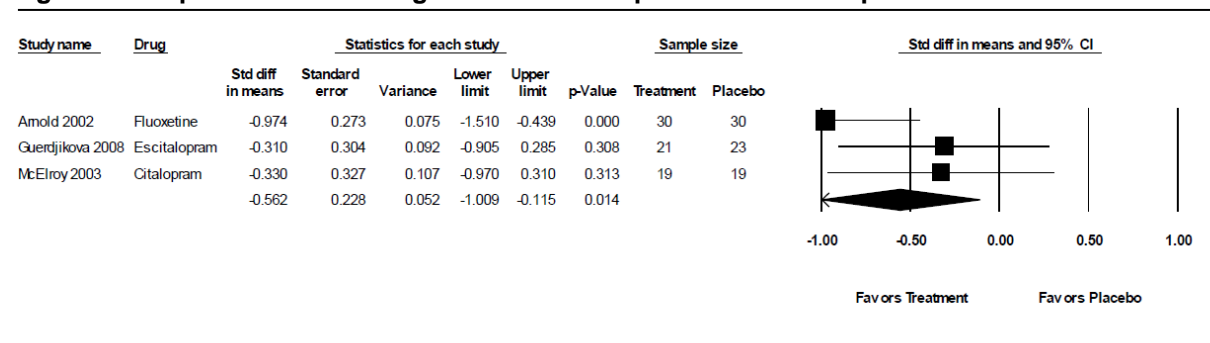 Study name Drug Statistics for each study Sample size Std diff in means and 95% CI
Std diff in means Standard error Variance Lower limit Upper limit p-Value Treatment Placebo
Arnold 2002 Fluoxetine -0.974 0.273 0.075 -1.510 -0.439 0.000 30 30
Guerdjikova 2008 Escitalopram -0.310 0.304 0.092 -0.905 0.285 0.308 21 23
McElroy 2003 Citalopram -0.330 0.327 0.107 -0.970 0.310 0.313 19 19
-0.562 0.228 0.052 -1.009 -0.115 0.014
-1.00 -0.50 0.00 0.50 1.00
Favors Treatment Favors Placebo